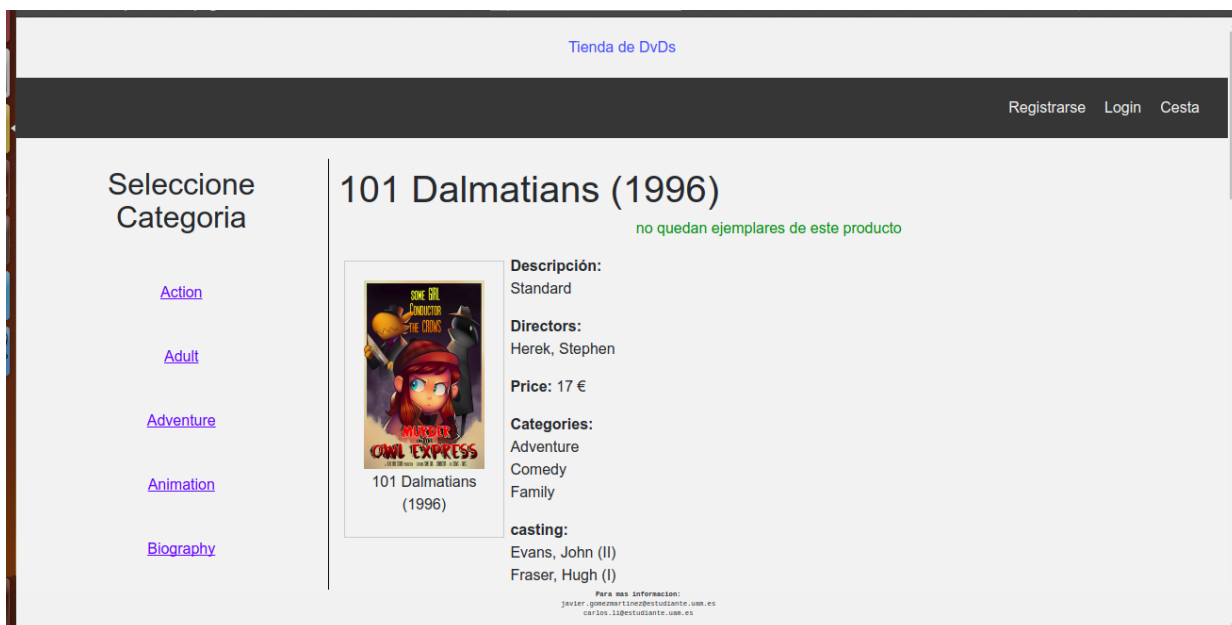 Tienda de DvDs
Registrarse Login Cesta
Seleccione
Categoria
Action
Adult
Adventure
Animation
Biography
101 Dalmatians (1996)
no quedan ejemplares de este producto
SOME GIRL
CONDUCTOR
THE CROWS
MURDER
OWL EXPRESS
101 Dalmatians
(1996)
Descripción:
Standard
Directors:
Herek, Stephen
Price: 17 €
Categories:
Adventure
Comedy
Family
casting:
Evans, John (II)
Fraser, Hugh (I)
Para mas informacion:
javier.gomezmartinez@estudiante.uam.es
carlos.li@estudiante.uam.es